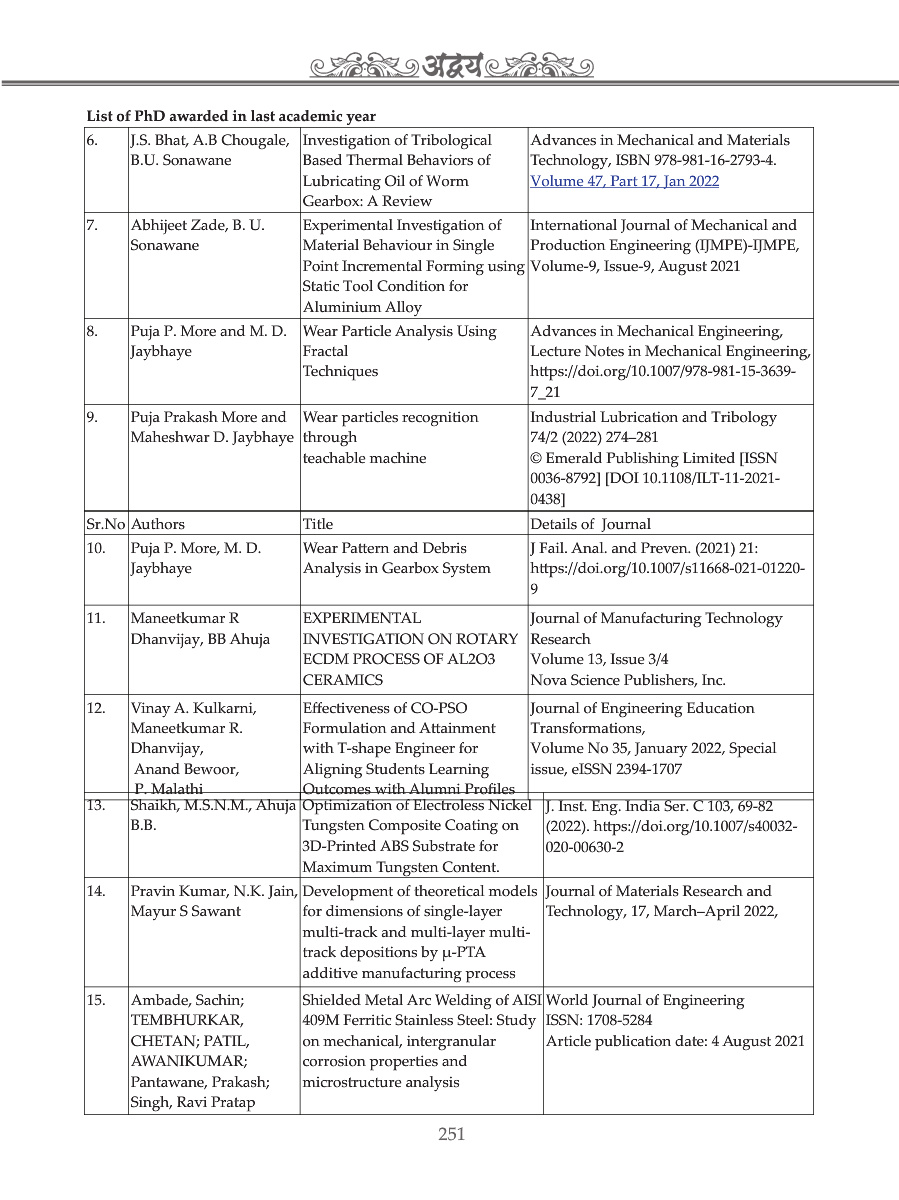 अद्वय
List of PhD awarded in last academic year
6. J.S. Bhat, A.B Chougale, Investigation of Tribological Advances in Mechanical and Materials
B.U. Sonawane Based Thermal Behaviors of Technology, ISBN 978-981-16-2793-4.
Lubricating Oil of Worm Volume 47, Part 17, Jan 2022
Gearbox: A Review
7. Abhijeet Zade, B. U. Experimental Investigation of International Journal of Mechanical and
Sonawane Material Behaviour in Single Production Engineering (IJMPE)-IJMPE,
Point Incremental Forming using Volume-9, Issue-9, August 2021
Static Tool Condition for
Aluminium Alloy
8. Puja P. More and M. D. Wear Particle Analysis Using Advances in Mechanical Engineering,
Jaybhaye Fractal Lecture Notes in Mechanical Engineering,
Techniques https://doi.org/10.1007/978-981-15-3639-
7_21
9. Puja Prakash More and Wear particles recognition Industrial Lubrication and Tribology
Maheshwar D. Jaybhaye through 74/2 (2022) 274–281
teachable machine © Emerald Publishing Limited [ISSN
0036-8792] [DOI 10.1108/ILT-11-2021-
0438]
Sr.No Authors Title Details of Journal
10. Puja P. More, M. D. Wear Pattern and Debris J Fail. Anal. and Preven. (2021) 21:
Jaybhaye Analysis in Gearbox System https://doi.org/10.1007/s11668-021-01220-
9
11. Maneetkumar R EXPERIMENTAL Journal of Manufacturing Technology
Dhanvijay, BB Ahuja INVESTIGATION ON ROTARY Research
ECDM PROCESS OF AL2O3 Volume 13, Issue 3/4
CERAMICS Nova Science Publishers, Inc.
12. Vinay A. Kulkarni, Effectiveness of CO-PSO Journal of Engineering Education
Maneetkumar R. Formulation and Attainment Transformations,
Dhanvijay, with T-shape Engineer for Volume No 35, January 2022, Special
Anand Bewoor, Aligning Students Learning issue, eISSN 2394-1707
P. Malathi Outcomes with Alumni Profiles
13. Shaikh, M.S.N.M., Ahuja Optimization of Electroless Nickel J. Inst. Eng. India Ser. C 103, 69-82
B.B. Tungsten Composite Coating on (2022). https://doi.org/10.1007/s40032-
3D-Printed ABS Substrate for 020-00630-2
Maximum Tungsten Content.
14. Pravin Kumar, N.K. Jain, Development of theoretical models Journal of Materials Research and
Mayur S Sawant for dimensions of single-layer Technology, 17, March–April 2022,
multi-track and multi-layer multi-
track depositions by μ-PTA
additive manufacturing process
15. Ambade, Sachin; Shielded Metal Arc Welding of AISI World Journal of Engineering
TEMBHURKAR, 409M Ferritic Stainless Steel: Study ISSN: 1708-5284
CHETAN; PATIL, on mechanical, intergranular Article publication date: 4 August 2021
AWANIKUMAR; corrosion properties and
Pantawane, Prakash; microstructure analysis
Singh, Ravi Pratap
251